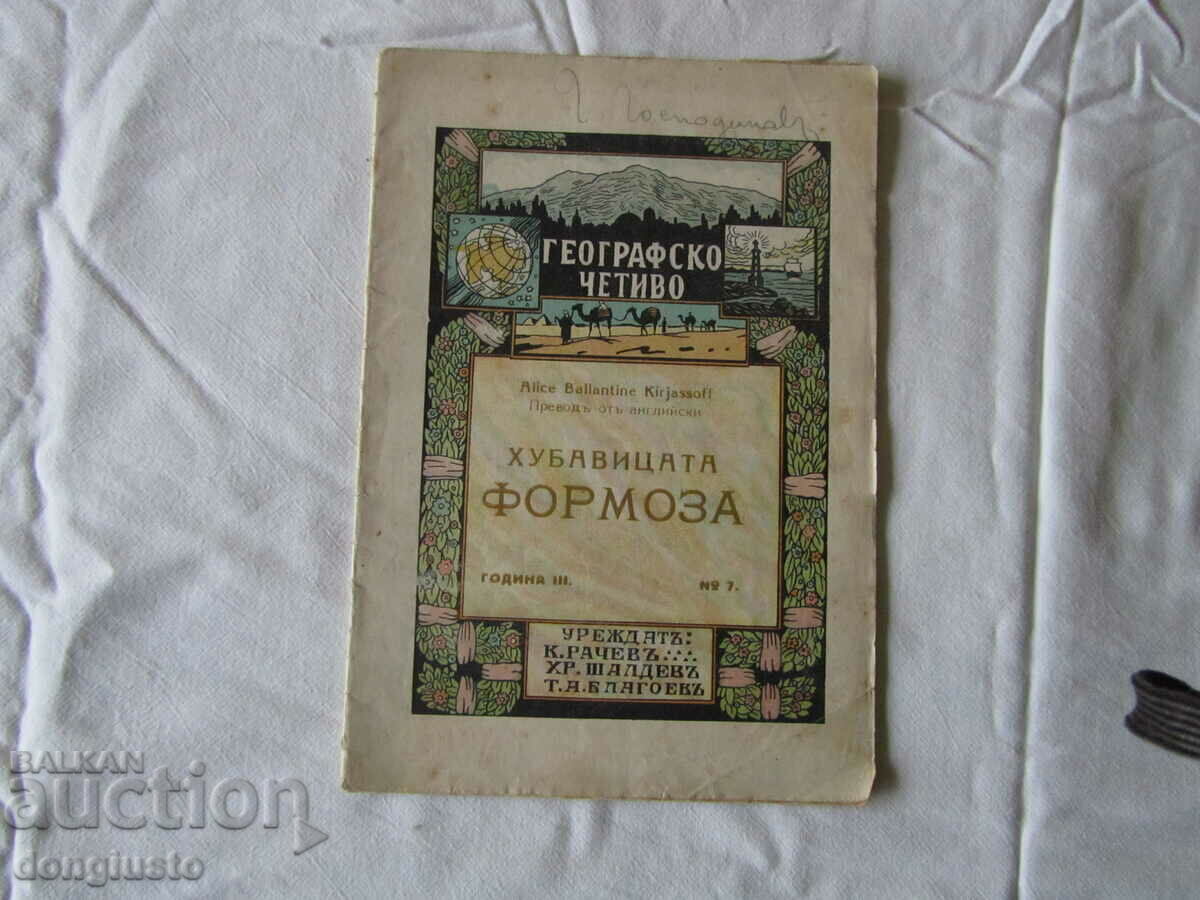 Г. Господиновъ
ГЕОГРАФСКО
ЧЕТИВО
Alice Ballantine Kirjassoff
Преводъ отъ английски
ХУБАВИЦАТА
ФОРМОЗА
ГОДИНА III. № 7.
УРЕЖДАТЪ:
К. РАЧЕВЪ
ХР. ШАЛДЕВЪ
Т. А. БЛАГОЕВЪ
BALKAN
auction
dongiusto